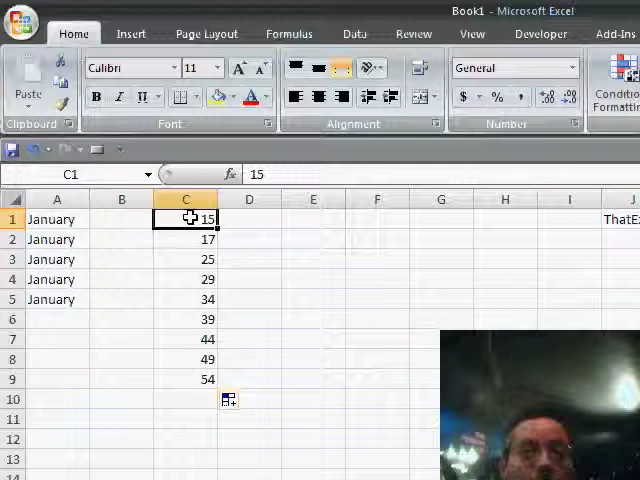 Book1 - Microsoft Excel
Home Insert Page Layout Formulas Data Review View Developer Add-Ins
Calibri 11 General
Paste B I U A $ % , Conditio
Formatting
Clipboard Font Alignment Number
C1 fx 15
A B C D E F G H I J
1 January 15 ThatEx
2 January 17
3 January 25
4 January 29
5 January 34
6 39
7 44
8 49
9 54
10
11
12
13